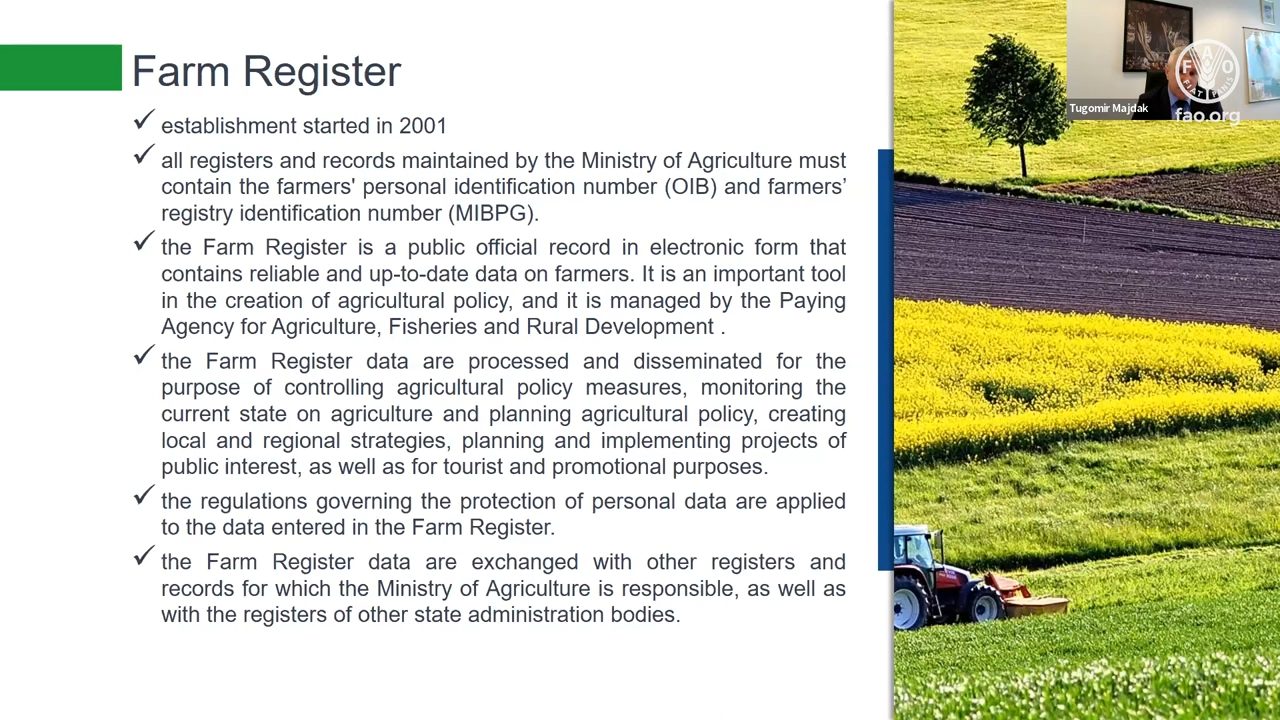 Farm Register
✓ establishment started in 2001
✓ all registers and records maintained by the Ministry of Agriculture must
contain the farmers' personal identification number (OIB) and farmers’
registry identification number (MIBPG).
✓ the Farm Register is a public official record in electronic form that
contains reliable and up-to-date data on farmers. It is an important tool
in the creation of agricultural policy, and it is managed by the Paying
Agency for Agriculture, Fisheries and Rural Development .
✓ the Farm Register data are processed and disseminated for the
purpose of controlling agricultural policy measures, monitoring the
current state on agriculture and planning agricultural policy, creating
local and regional strategies, planning and implementing projects of
public interest, as well as for tourist and promotional purposes.
✓ the regulations governing the protection of personal data are applied
to the data entered in the Farm Register.
✓ the Farm Register data are exchanged with other registers and
records for which the Ministry of Agriculture is responsible, as well as
with the registers of other state administration bodies.
Tugomir Majdak
F A O
FIAT PANIS
fao.org